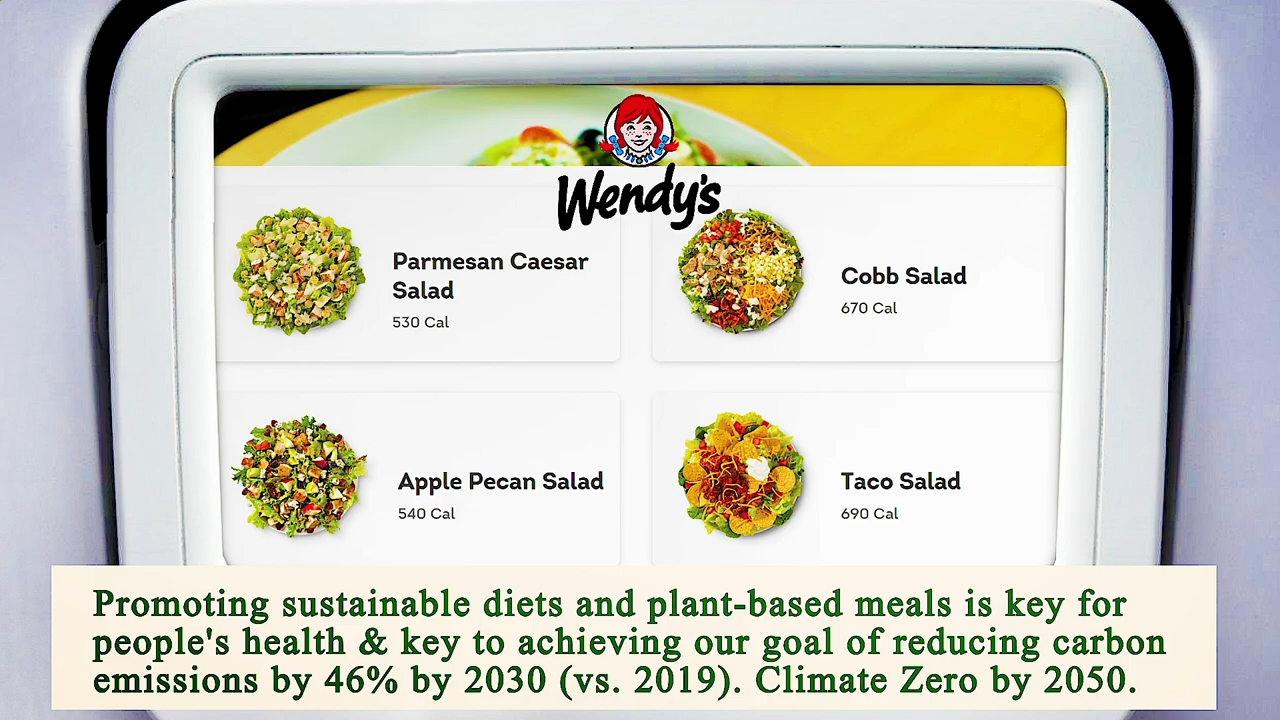 Wendy's
Parmesan Caesar
Salad
530 Cal
Cobb Salad
670 Cal
Apple Pecan Salad
540 Cal
Taco Salad
690 Cal
Promoting sustainable diets and plant-based meals is key for
people's health & key to achieving our goal of reducing carbon
emissions by 46% by 2030 (vs. 2019). Climate Zero by 2050.